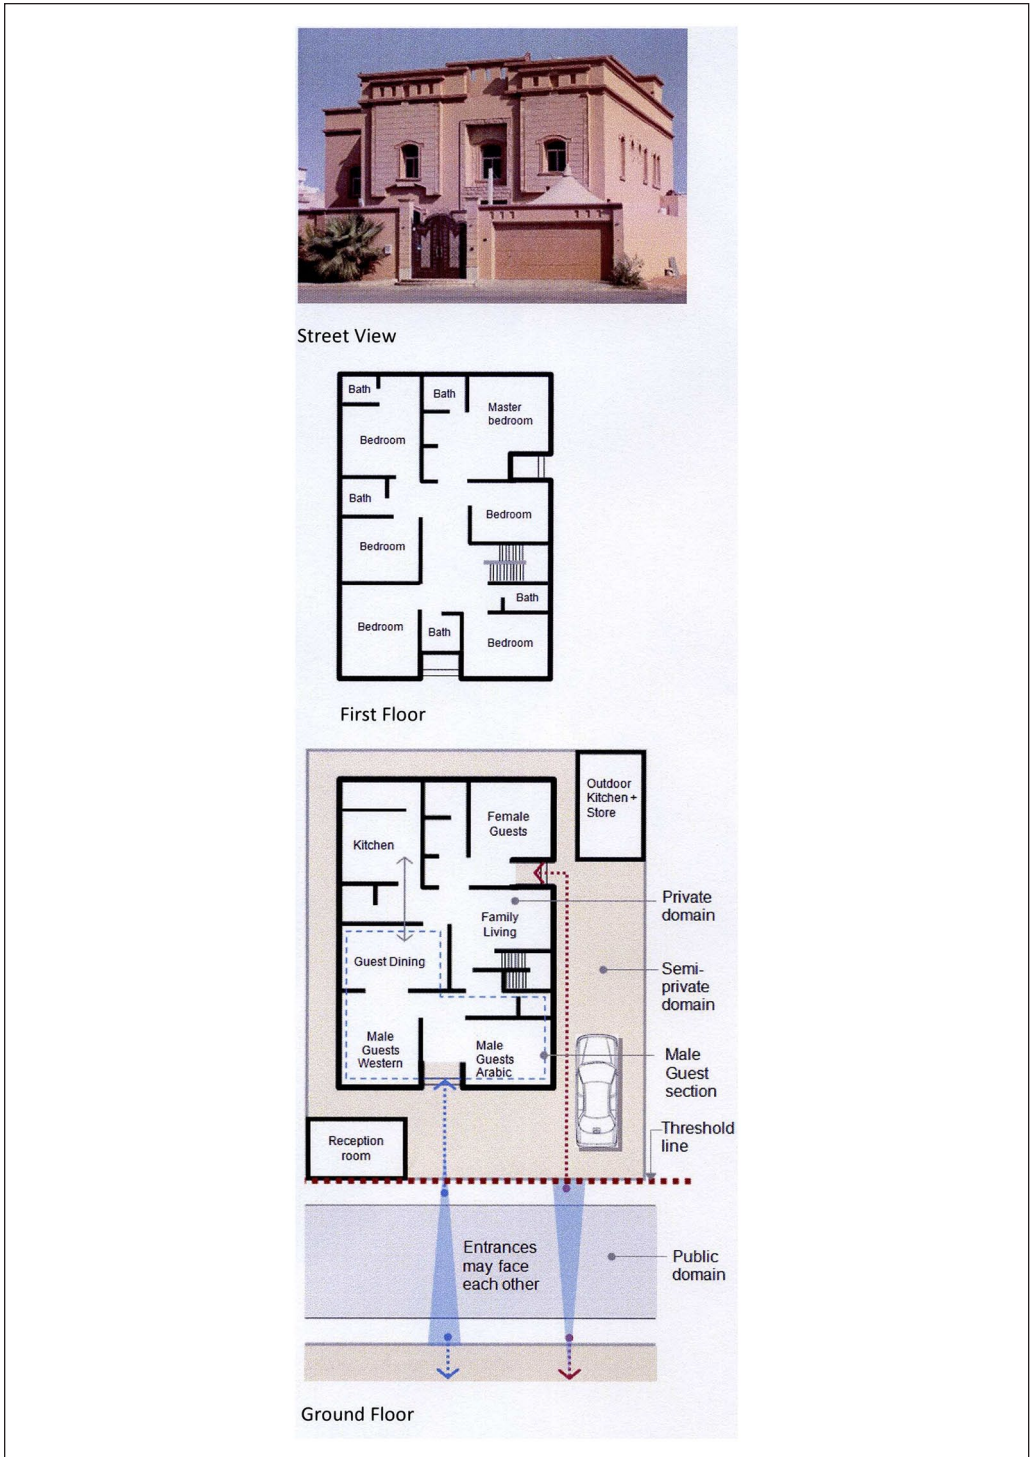 Street View
Bath
Bath
Master
bedroom
Bedroom
Bath
Bedroom
Bedroom
Bath
Bedroom
Bath
Bedroom
First Floor
Outdoor
Kitchen +
Store
Female
Guests
Kitchen
Private
domain
Family
Living
Guest Dining
Semi-
private
domain
Male
Guests
Western
Male
Guests
Arabic
Male
Guest
section
Threshold
line
Reception
room
Entrances
may face
each other
Public
domain
Ground Floor